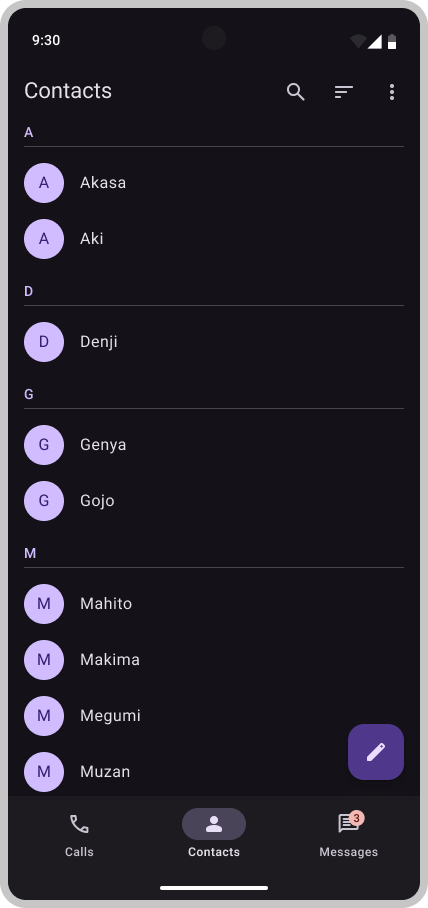 9:30
Contacts
A
A Akasa
A Aki
D
D Denji
G
G Genya
G Gojo
M
M Mahito
M Makima
M Megumi
M Muzan
3
Calls Contacts Messages